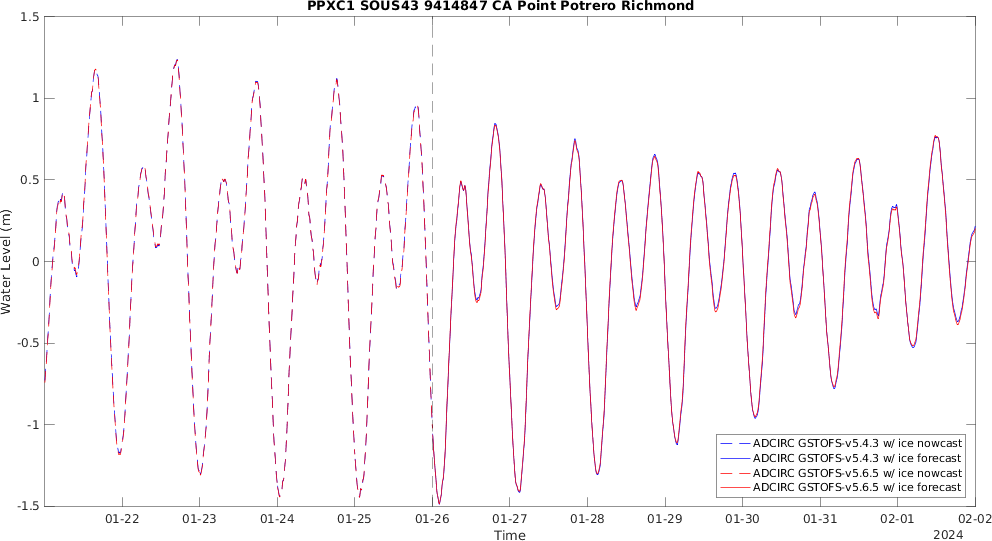 PPXC1 SOUS43 9414847 CA Point Potrero Richmond
1.5
1
0.5
0
-0.5
-1
-1.5
Water Level (m)
01-22
01-23
01-24
01-25
01-26
01-27
01-28
01-29
01-30
01-31
02-01
02-02
Time
2024
ADCIRC GSTOFS-v5.4.3 w/ ice nowcast
ADCIRC GSTOFS-v5.4.3 w/ ice forecast
ADCIRC GSTOFS-v5.6.5 w/ ice nowcast
ADCIRC GSTOFS-v5.6.5 w/ ice forecast